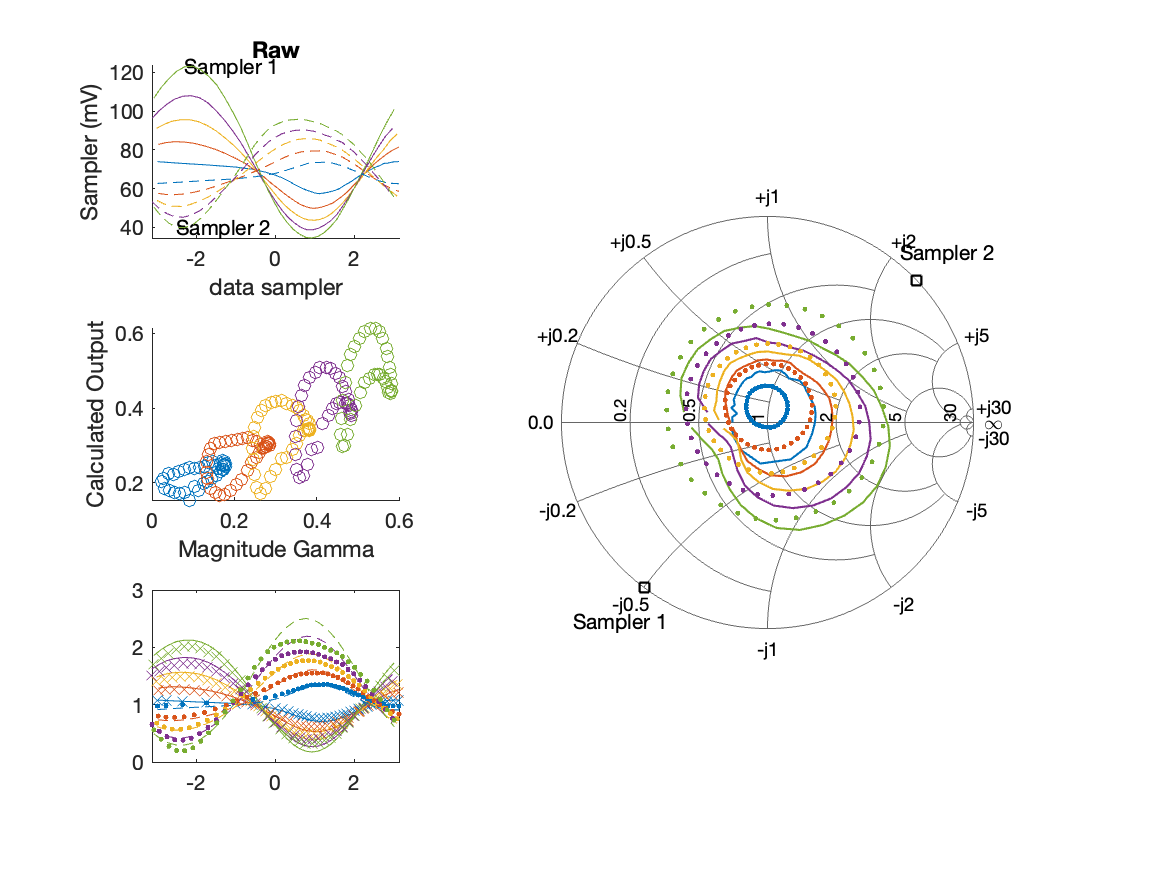 Raw
Sampler 1
120
100
80
60
40
Sampler (mV)
Sampler 2
-2 0 2
data sampler
0.6
0.4
0.2
Calculated Output
0 0.2 0.4 0.6
Magnitude Gamma
3
2
1
0
-2 0 2
+j1
+j0.5
+j2
Sampler 2
+j0.2
+j5
0.0
0.2
0.5
1
2
5
30
+j30
∞
-j30
-j0.2
-j5
-j0.5
-j2
Sampler 1
-j1